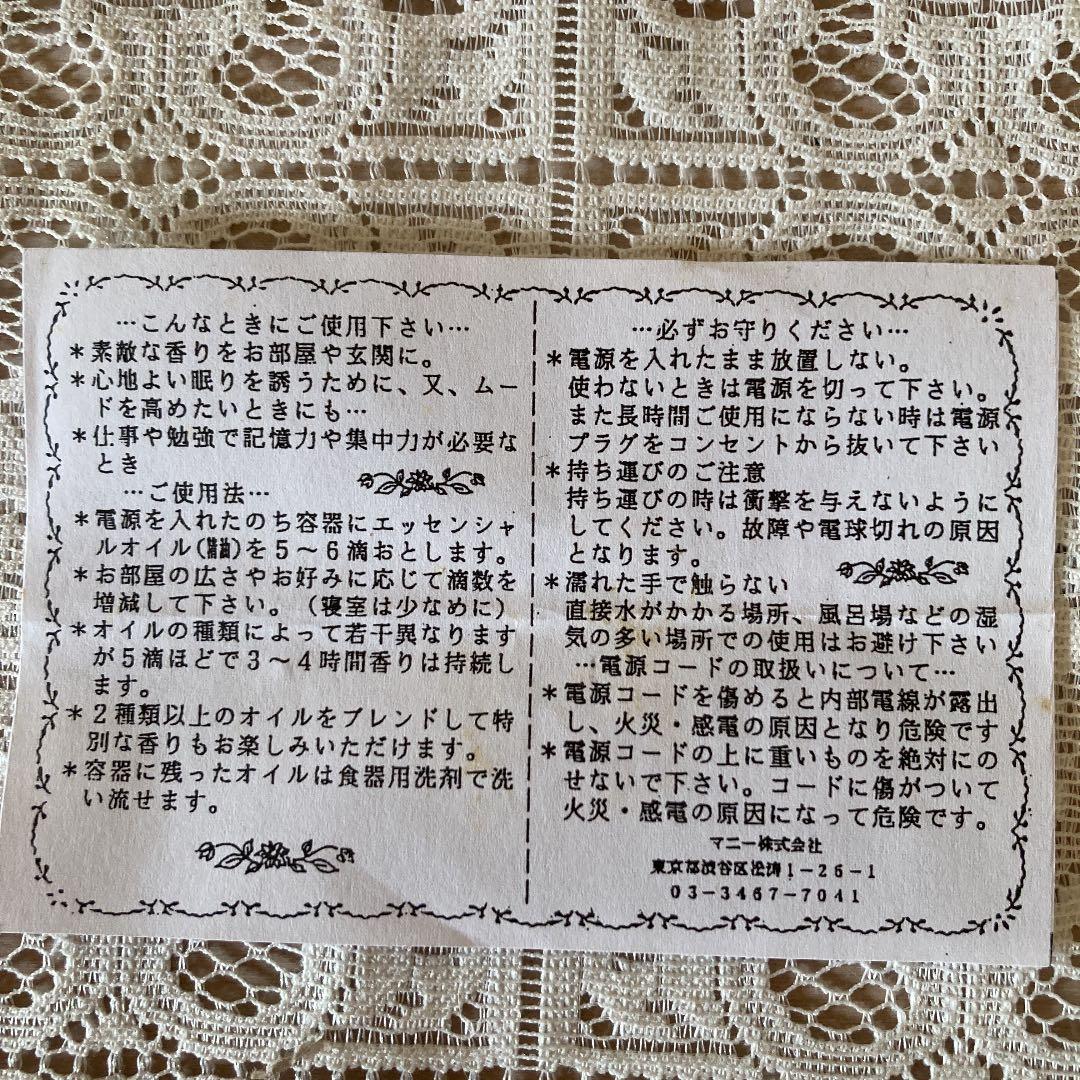 …こんなときにご使用下さい…
＊素敵な香りをお部屋や玄関に。
＊心地よい眠りを誘うために、又、ムー
ドを高めたいときにも…
＊仕事や勉強で記憶力や集中力が必要な
とき
…ご使用法…
＊電源を入れたのち容器にエッセンシャ
ルオイル(精油)を５～６滴おとします。
＊お部屋の広さやお好みに応じて滴数を
増減して下さい。（寝室は少なめに）
＊オイルの種類によって若干異なります
が５滴ほどで３～４時間香りは持続し
ます。
＊２種類以上のオイルをブレンドして特
別な香りもお楽しみいただけます。
＊容器に残ったオイルは食器用洗剤で洗
い流せます。
…必ずお守りください…
＊電源を入れたまま放置しない。
使わないときは電源を切って下さい。
また長時間ご使用にならない時は電源
プラグをコンセントから抜いて下さい
＊持ち運びのご注意
持ち運びの時は衝撃を与えないように
してください。故障や電球切れの原因
となります。
＊濡れた手で触らない
直接水がかかる場所、風呂場などの湿
気の多い場所での使用はお避け下さい
…電源コードの取扱いについて…
＊電源コードを傷めると内部電線が露出
し、火災・感電の原因となり危険です
＊電源コードの上に重いものを絶対にの
せないで下さい。コードに傷がついて
火災・感電の原因になって危険です。
マニー株式会社
東京都渋谷区松涛１－２６－１
０３－３４６７－７０４１